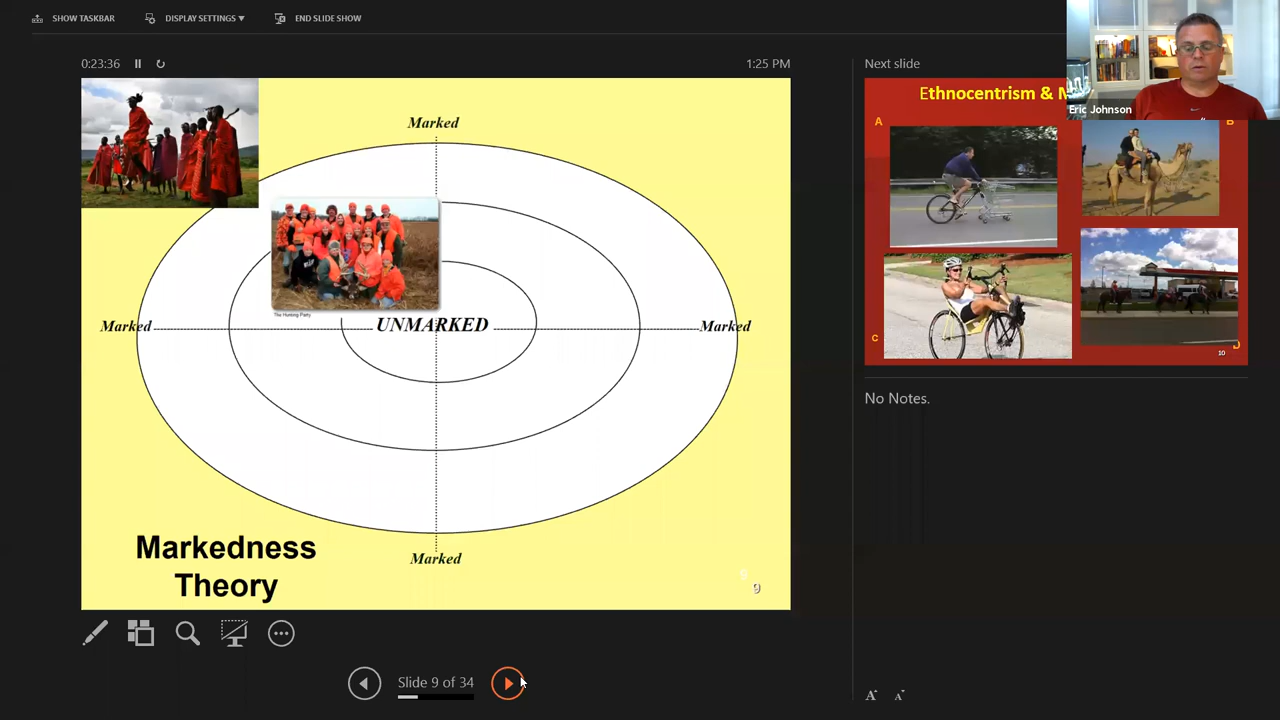 SHOW TASKBAR
DISPLAY SETTINGS ▼
END SLIDE SHOW
0:23:36
1:25 PM
Next slide
Marked
The Hunting Party
Marked
UNMARKED
Marked
Marked
Markedness
Theory
9
Slide 9 of 34
Ethnocentrism & M
Eric Johnson
A
B
C
D
10
No Notes.
A
A